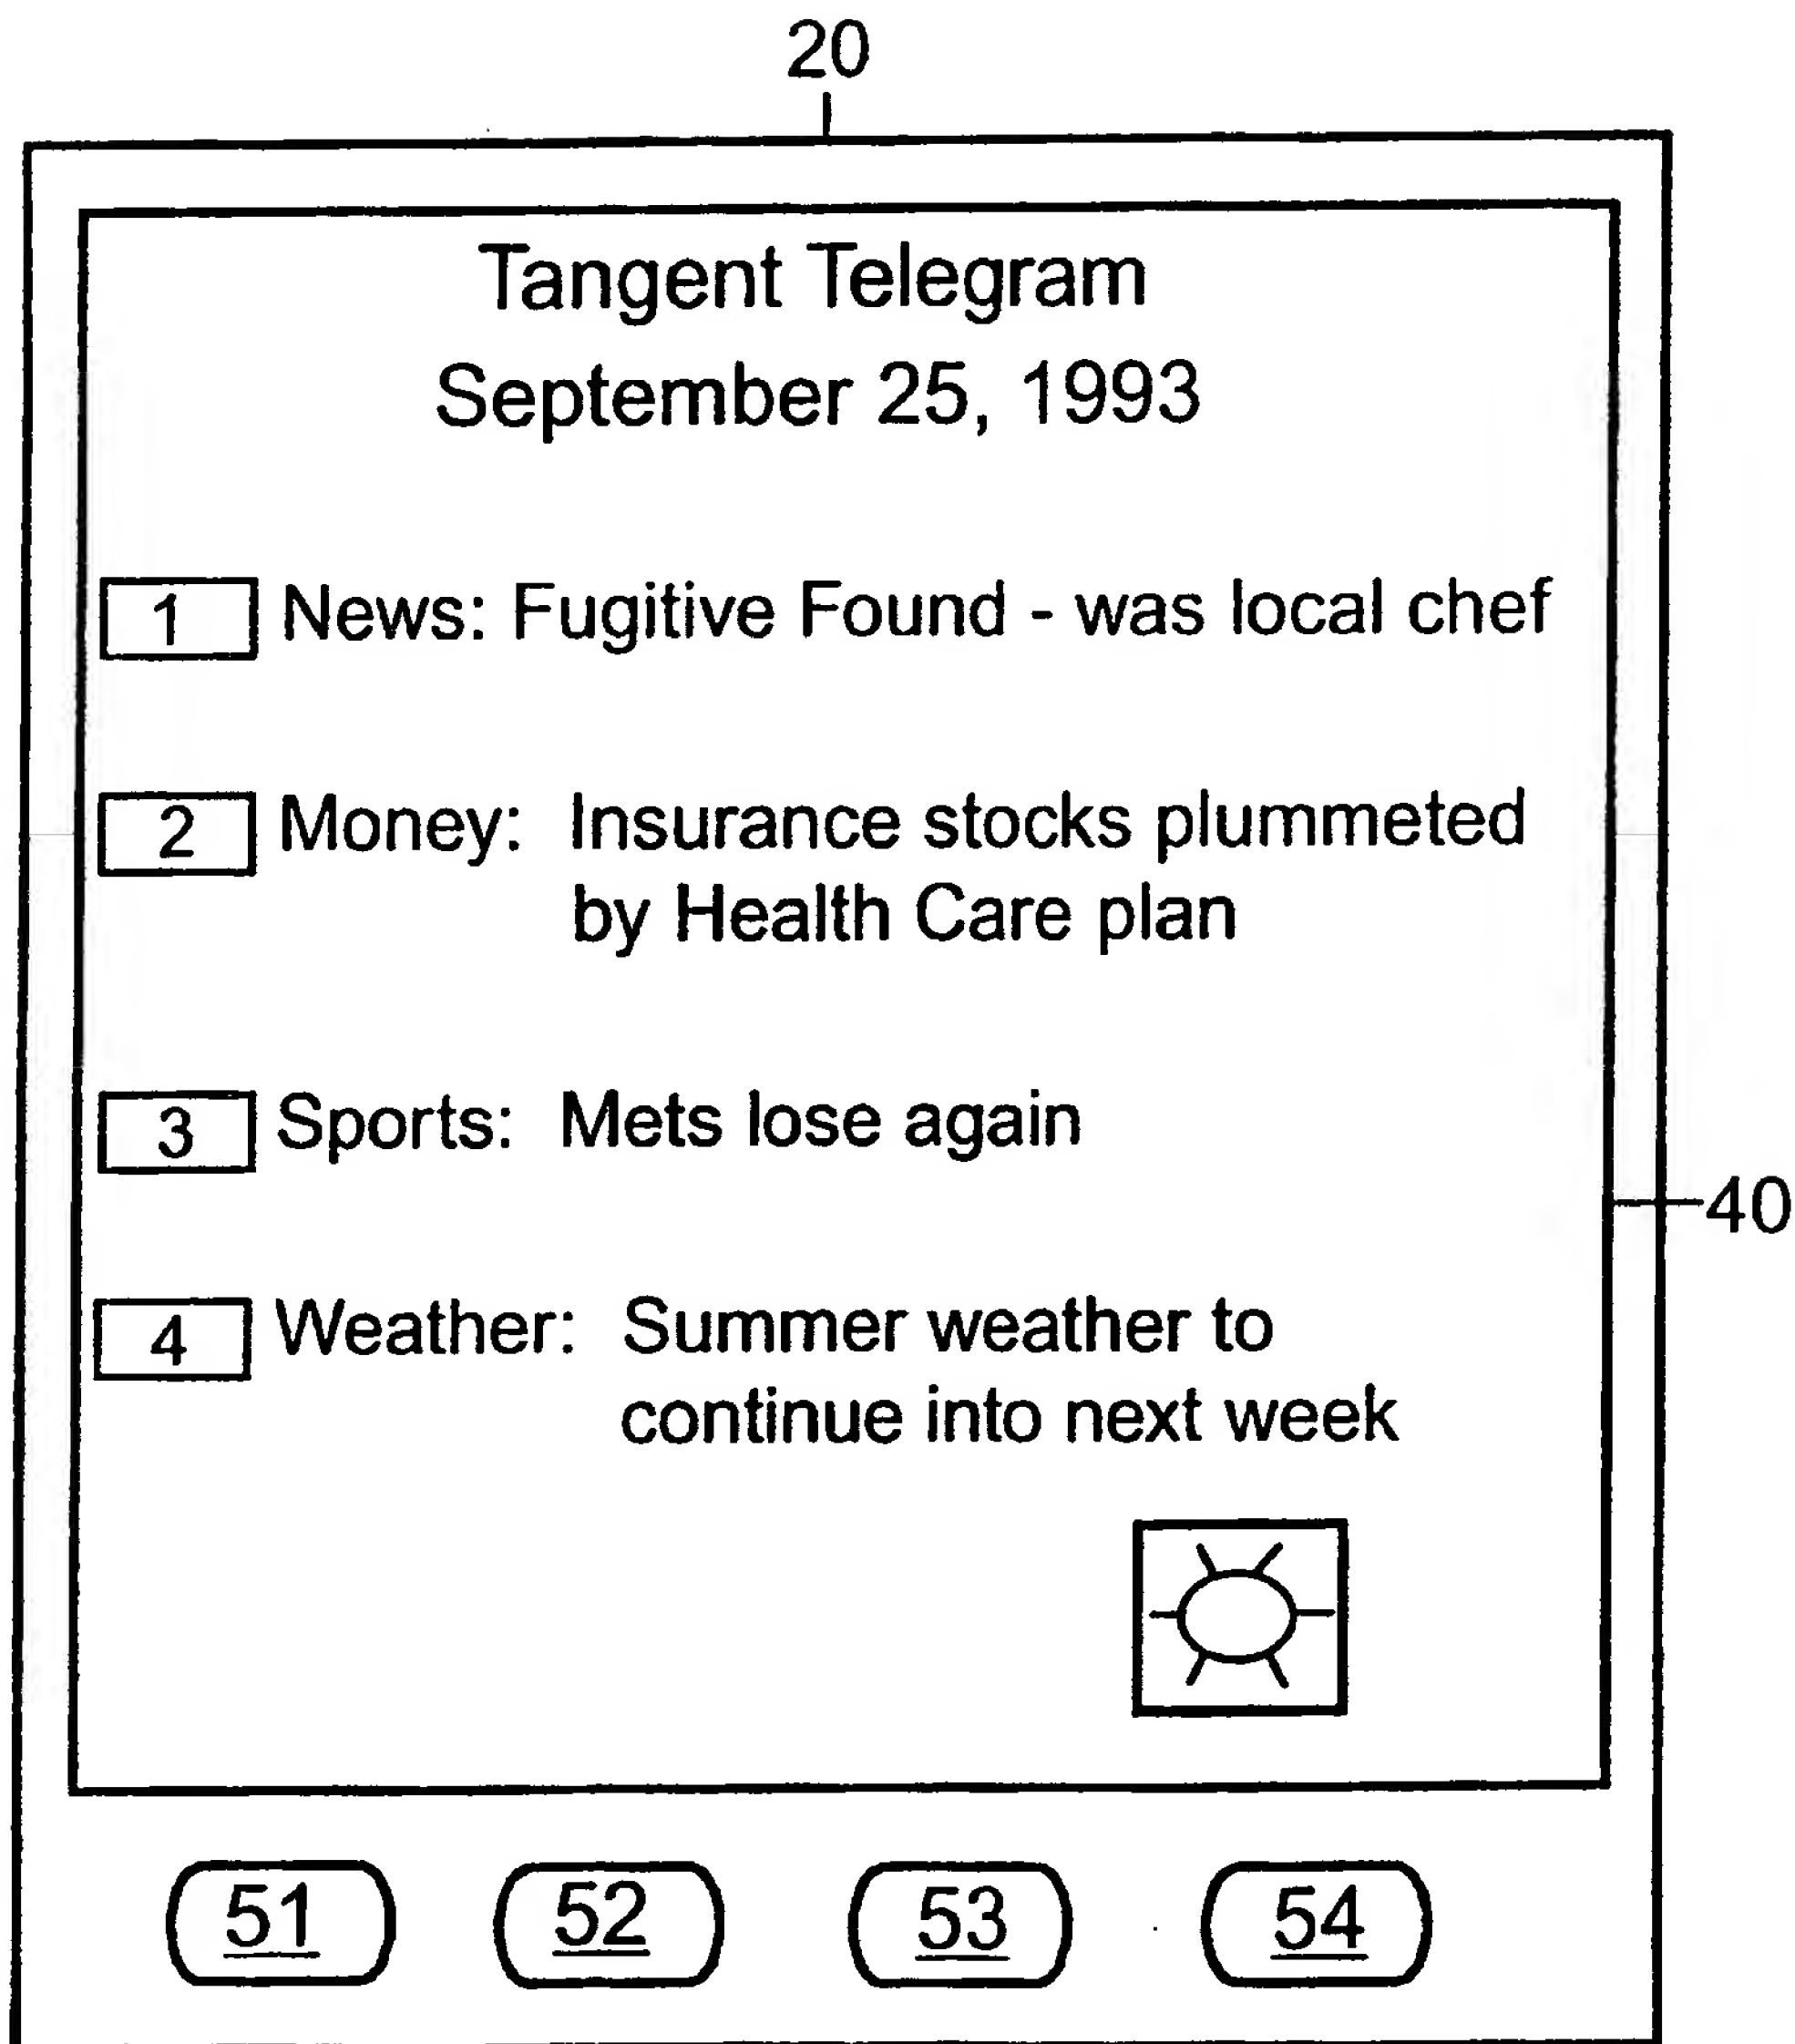 20
Tangent Telegram
September 25, 1993
1 News: Fugitive Found - was local chef
2 Money: Insurance stocks plummeted
by Health Care plan
3 Sports: Mets lose again
40
4 Weather: Summer weather to
continue into next week
51 52 53 54